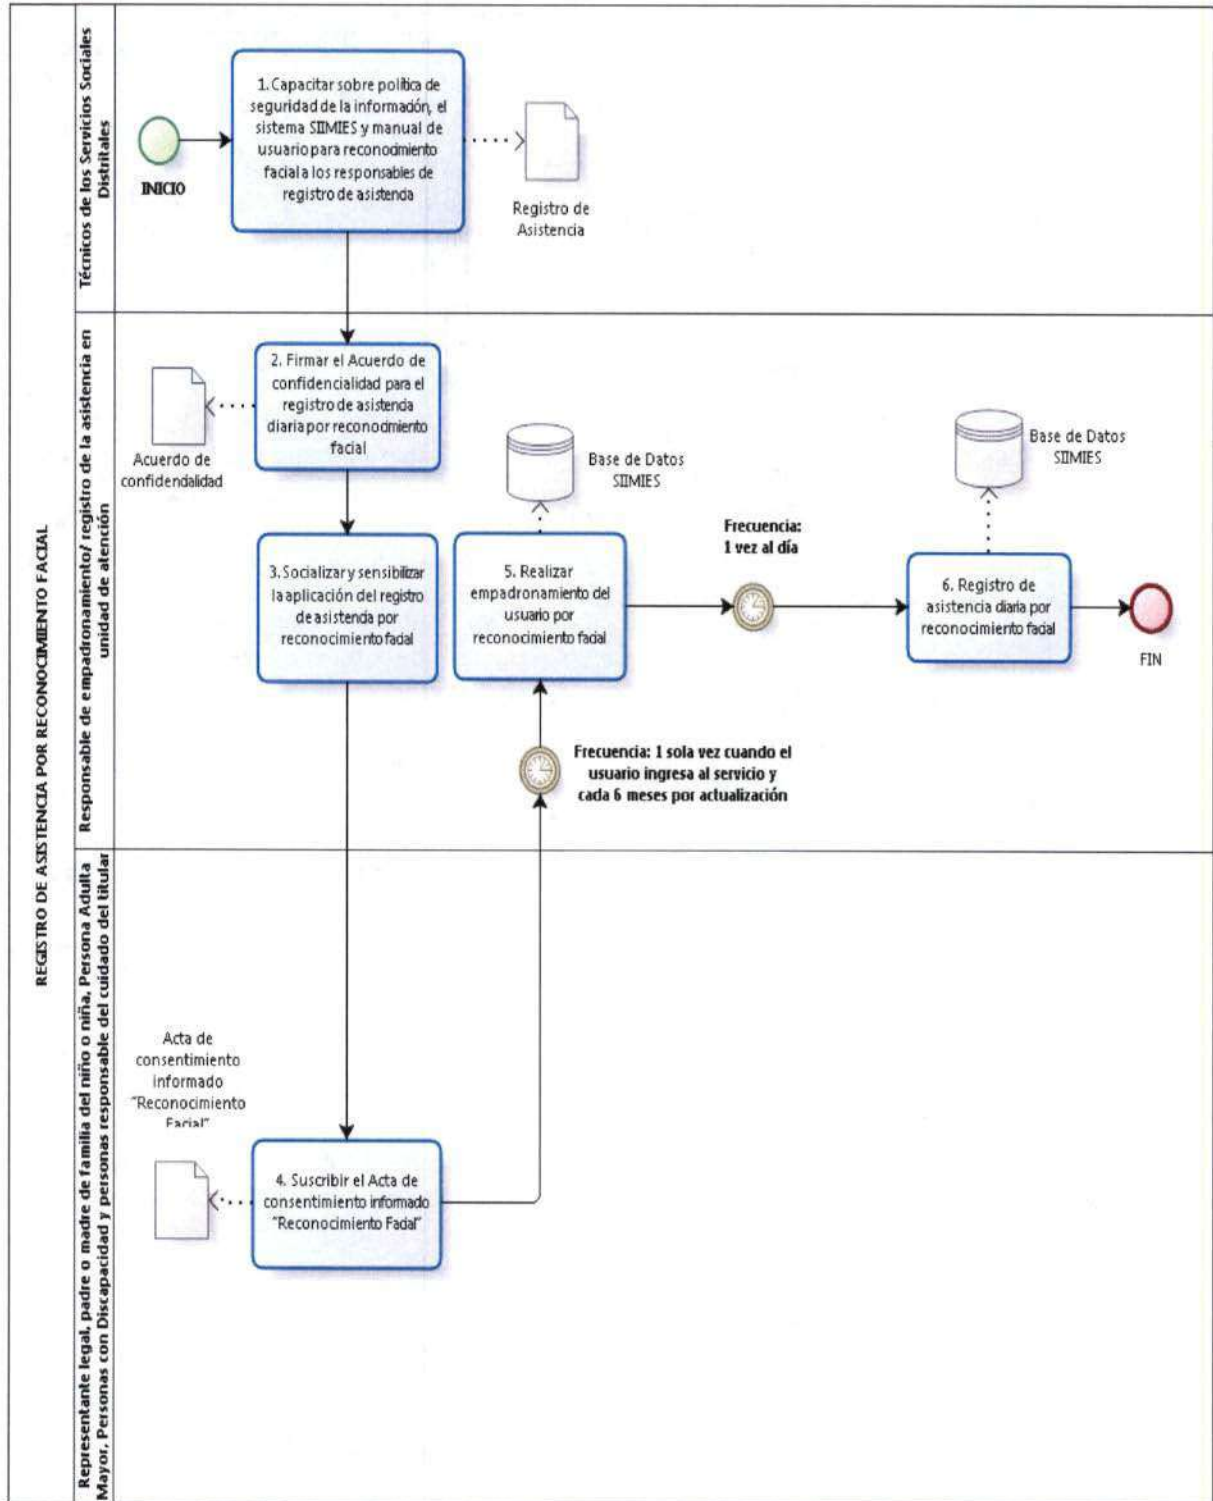 REGISTRO DE ASISTENCIA POR RECONOCIMIENTO FACIAL
Técnicos de los Servicios Sociales
Distritales
INICIO
1. Capacitar sobre política de
seguridad de la información, el
sistema SIIMIES y manual de
usuario para reconocimiento
facial a los responsables de
registro de asistencia
Registro de
Asistencia
Responsable de empadronamiento/ registro de la asistencia en
unidad de atención
2. Firmar el Acuerdo de
confidencialidad para el
registro de asistencia
diaria por reconocimiento
facial
Acuerdo de
confidencialidad
3. Socializar y sensibilizar
la aplicación del registro
de asistencia por
reconocimiento facial
Base de Datos
SIIMIES
5. Realizar
empadronamiento del
usuario por
reconocimiento facial
Frecuencia:
1 vez al día
Base de Datos
SIIMIES
6. Registro de
asistencia diaria por
reconocimiento facial
FIN
Frecuencia: 1 sola vez cuando el
usuario ingresa al servicio y
cada 6 meses por actualización
Representante legal, padre o madre de familia del niño o niña, Persona Adulta
Mayor, Personas con Discapacidad y personas responsable del cuidado del titular
Acta de
consentimiento
informado
"Reconocimiento
Facial"
4. Suscribir el Acta de
consentimiento informado
"Reconocimiento Facial"